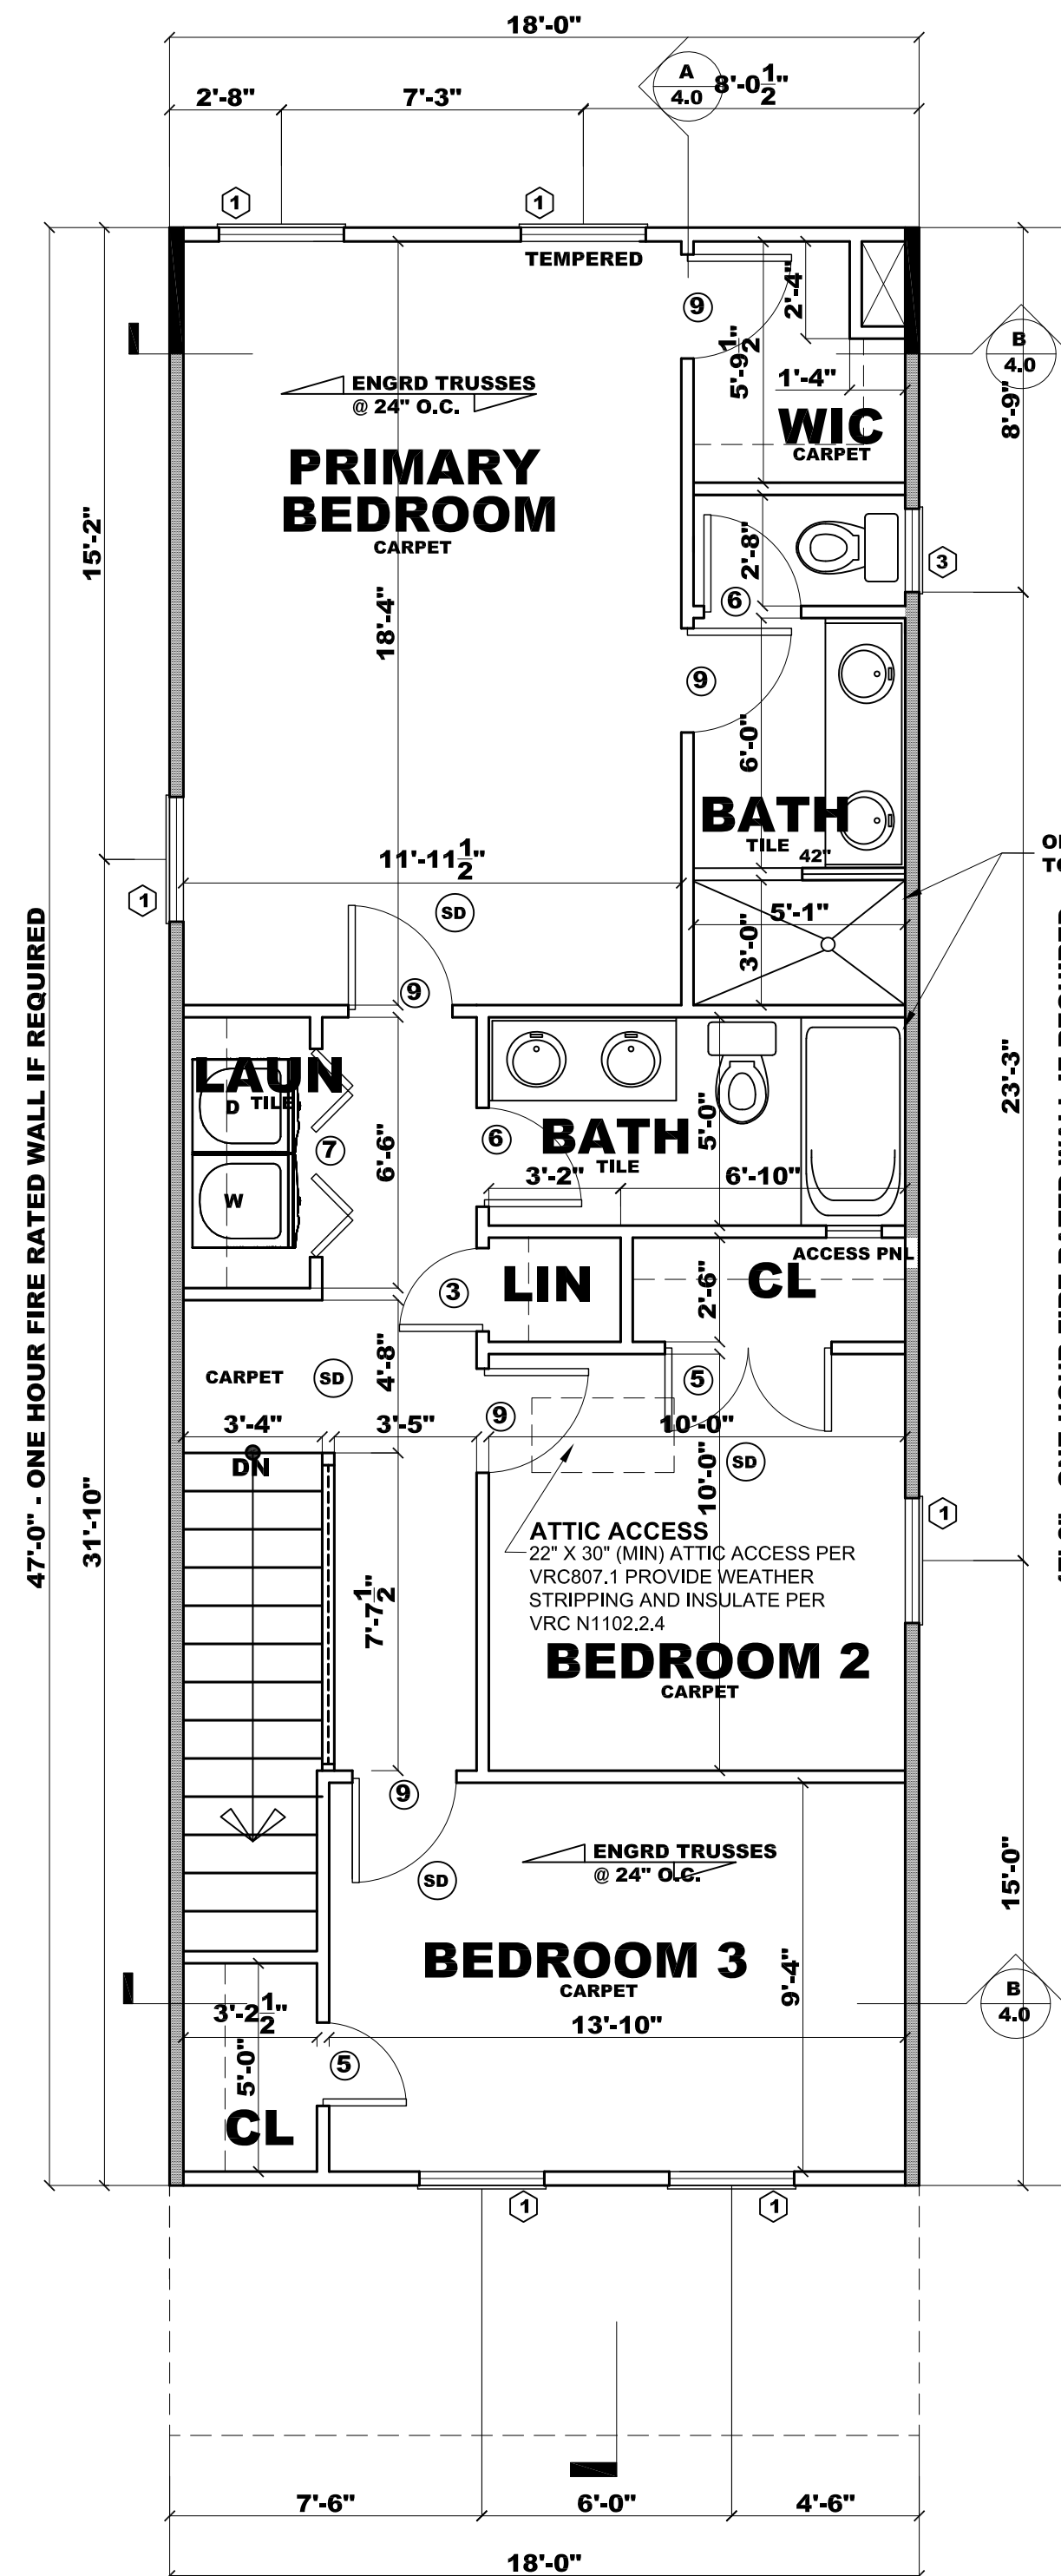 18'-0"
2'-8"
7'-3"
8'-0 1/2"
A
4.0
1
1
TEMPERED
9
2'-4"
5'-9 1/2"
1'-4"
WIC
CARPET
B
4.0
8'-9"
ENGRD TRUSSES
@ 24" O.C.
PRIMARY
BEDROOM
CARPET
15'-2"
18'-4"
2'-8"
3
6
9
6'-0"
BATH
TILE
42"
11'-11 1/2"
SD
1
5'-1"
3'-0"
9
47'-0" - ONE HOUR FIRE RATED WALL IF REQUIRED
LAUN
TILE
D
W
7
6'-6"
6
BATH
TILE
5'-0"
3'-2"
6'-10"
23'-3"
ACCESS PNL
3
LIN
2'-6"
CL
CARPET
SD
4'-8"
5
3'-4"
3'-5"
9
10'-0"
10'-0"
SD
DN
1
31'-10"
ATTIC ACCESS
22" X 30" (MIN) ATTIC ACCESS PER
VRC807.1 PROVIDE WEATHER
STRIPPING AND INSULATE PER
VRC N1102.2.4
7'-7 1/2"
BEDROOM 2
CARPET
9
ENGRD TRUSSES
@ 24" O.C.
SD
15'-0"
BEDROOM 3
CARPET
9'-4"
B
4.0
3'-2 1/2"
13'-10"
5
5'-0"
CL
1
1
7'-6"
6'-0"
4'-6"
18'-0"